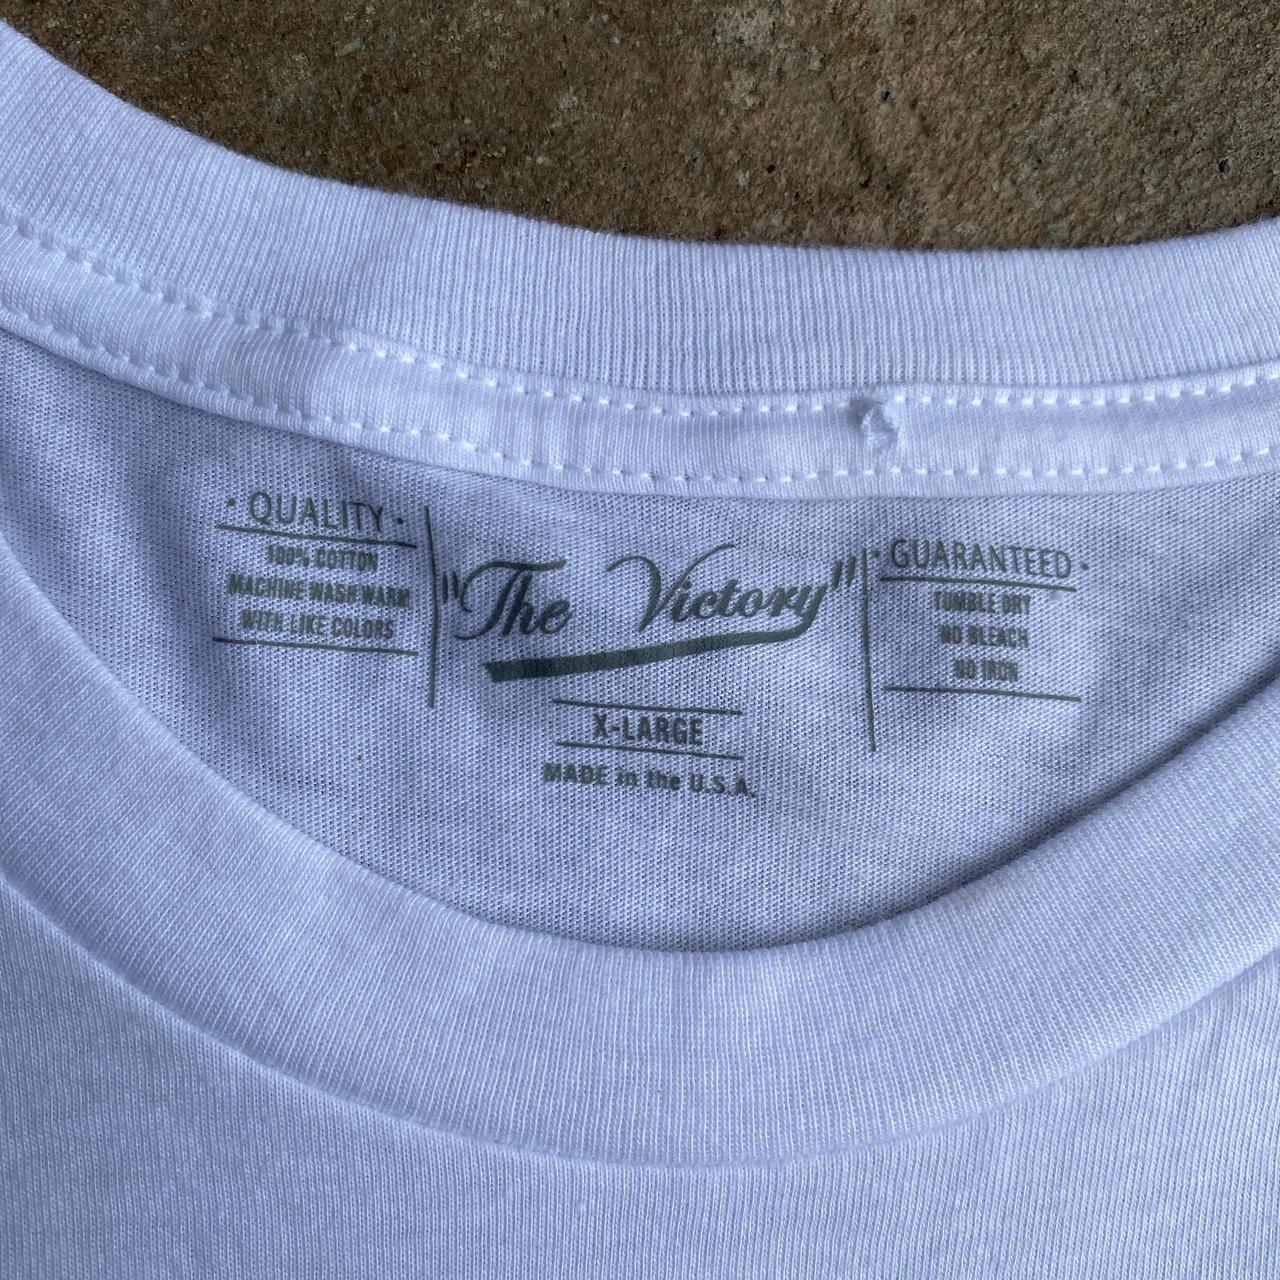 · QUALITY ·
100% COTTON
MACHINE WASH WARM
WITH LIKE COLORS
"The Victory"
X-LARGE
MADE in the U.S.A.
· GUARANTEED ·
TUMBLE DRY
NO BLEACH
NO IRON